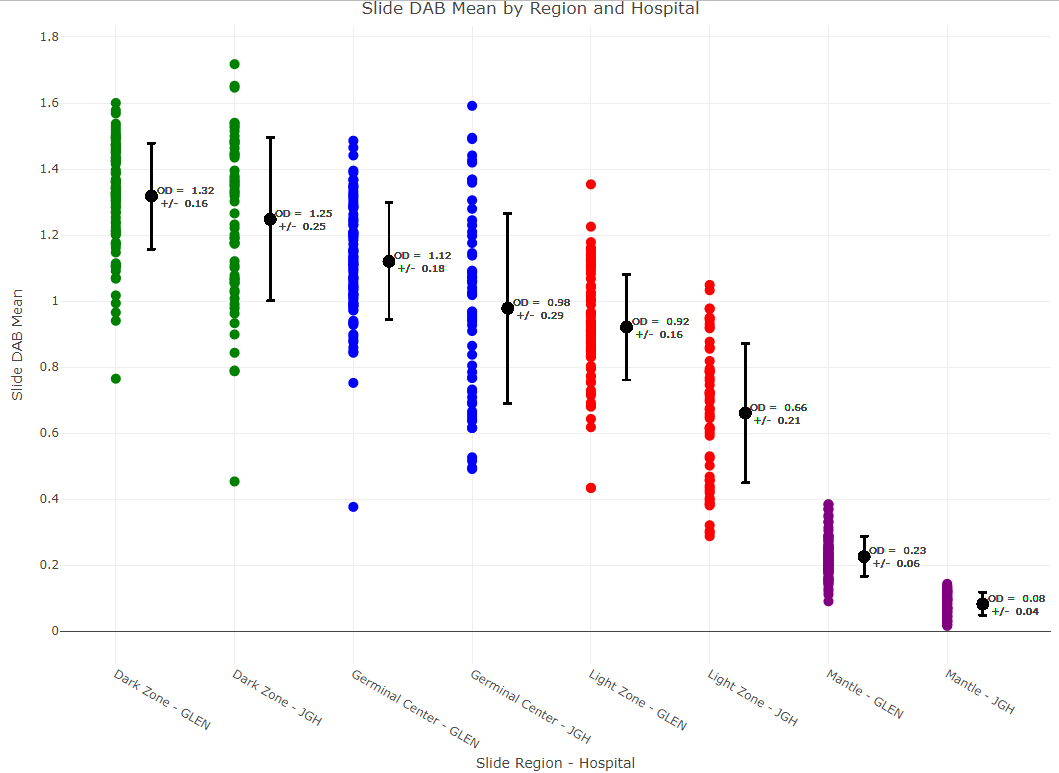 Slide DAB Mean by Region and Hospital
1.8
1.6
1.4
1.2
1
0.8
0.6
0.4
0.2
0
Slide DAB Mean
OD = 1.32
+/- 0.16
OD = 1.25
+/- 0.25
OD = 1.12
+/- 0.18
OD = 0.98
+/- 0.29
OD = 0.92
+/- 0.16
OD = 0.66
+/- 0.21
OD = 0.23
+/- 0.06
OD = 0.08
+/- 0.04
Dark Zone - GLEN
Dark Zone - JGH
Germinal Center - GLEN
Germinal Center - JGH
Light Zone - GLEN
Light Zone - JGH
Mantle - GLEN
Mantle - JGH
Slide Region - Hospital